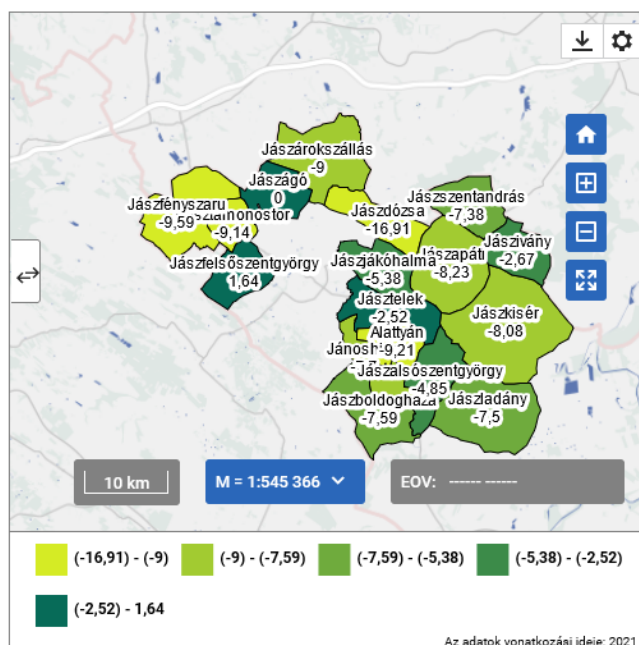 Jászárokszállás
-9
Jászágó
0
Jászfényszaru
-9,59
-9,14
Jászdózsa
-16,91
Jászszentandrás
-7,38
Jászivány
-2,67
Jászfelsőszentgyörgy
1,64
Jászjákóhalma
-5,38
Jászapáti
-8,23
Jásztelek
-2,52
Jászkisér
-8,08
Alattyán
-9,21
Jászalsószentgyörgy
-4,85
Jászboldogháza
-7,59
Jászladány
-7,5
10 km
M = 1:545 366
EOV: ------ ------
(-16,91) - (-9)
(-9) - (-7,59)
(-7,59) - (-5,38)
(-5,38) - (-2,52)
(-2,52) - 1,64
Az adatok vonatkozási ideje: 2021